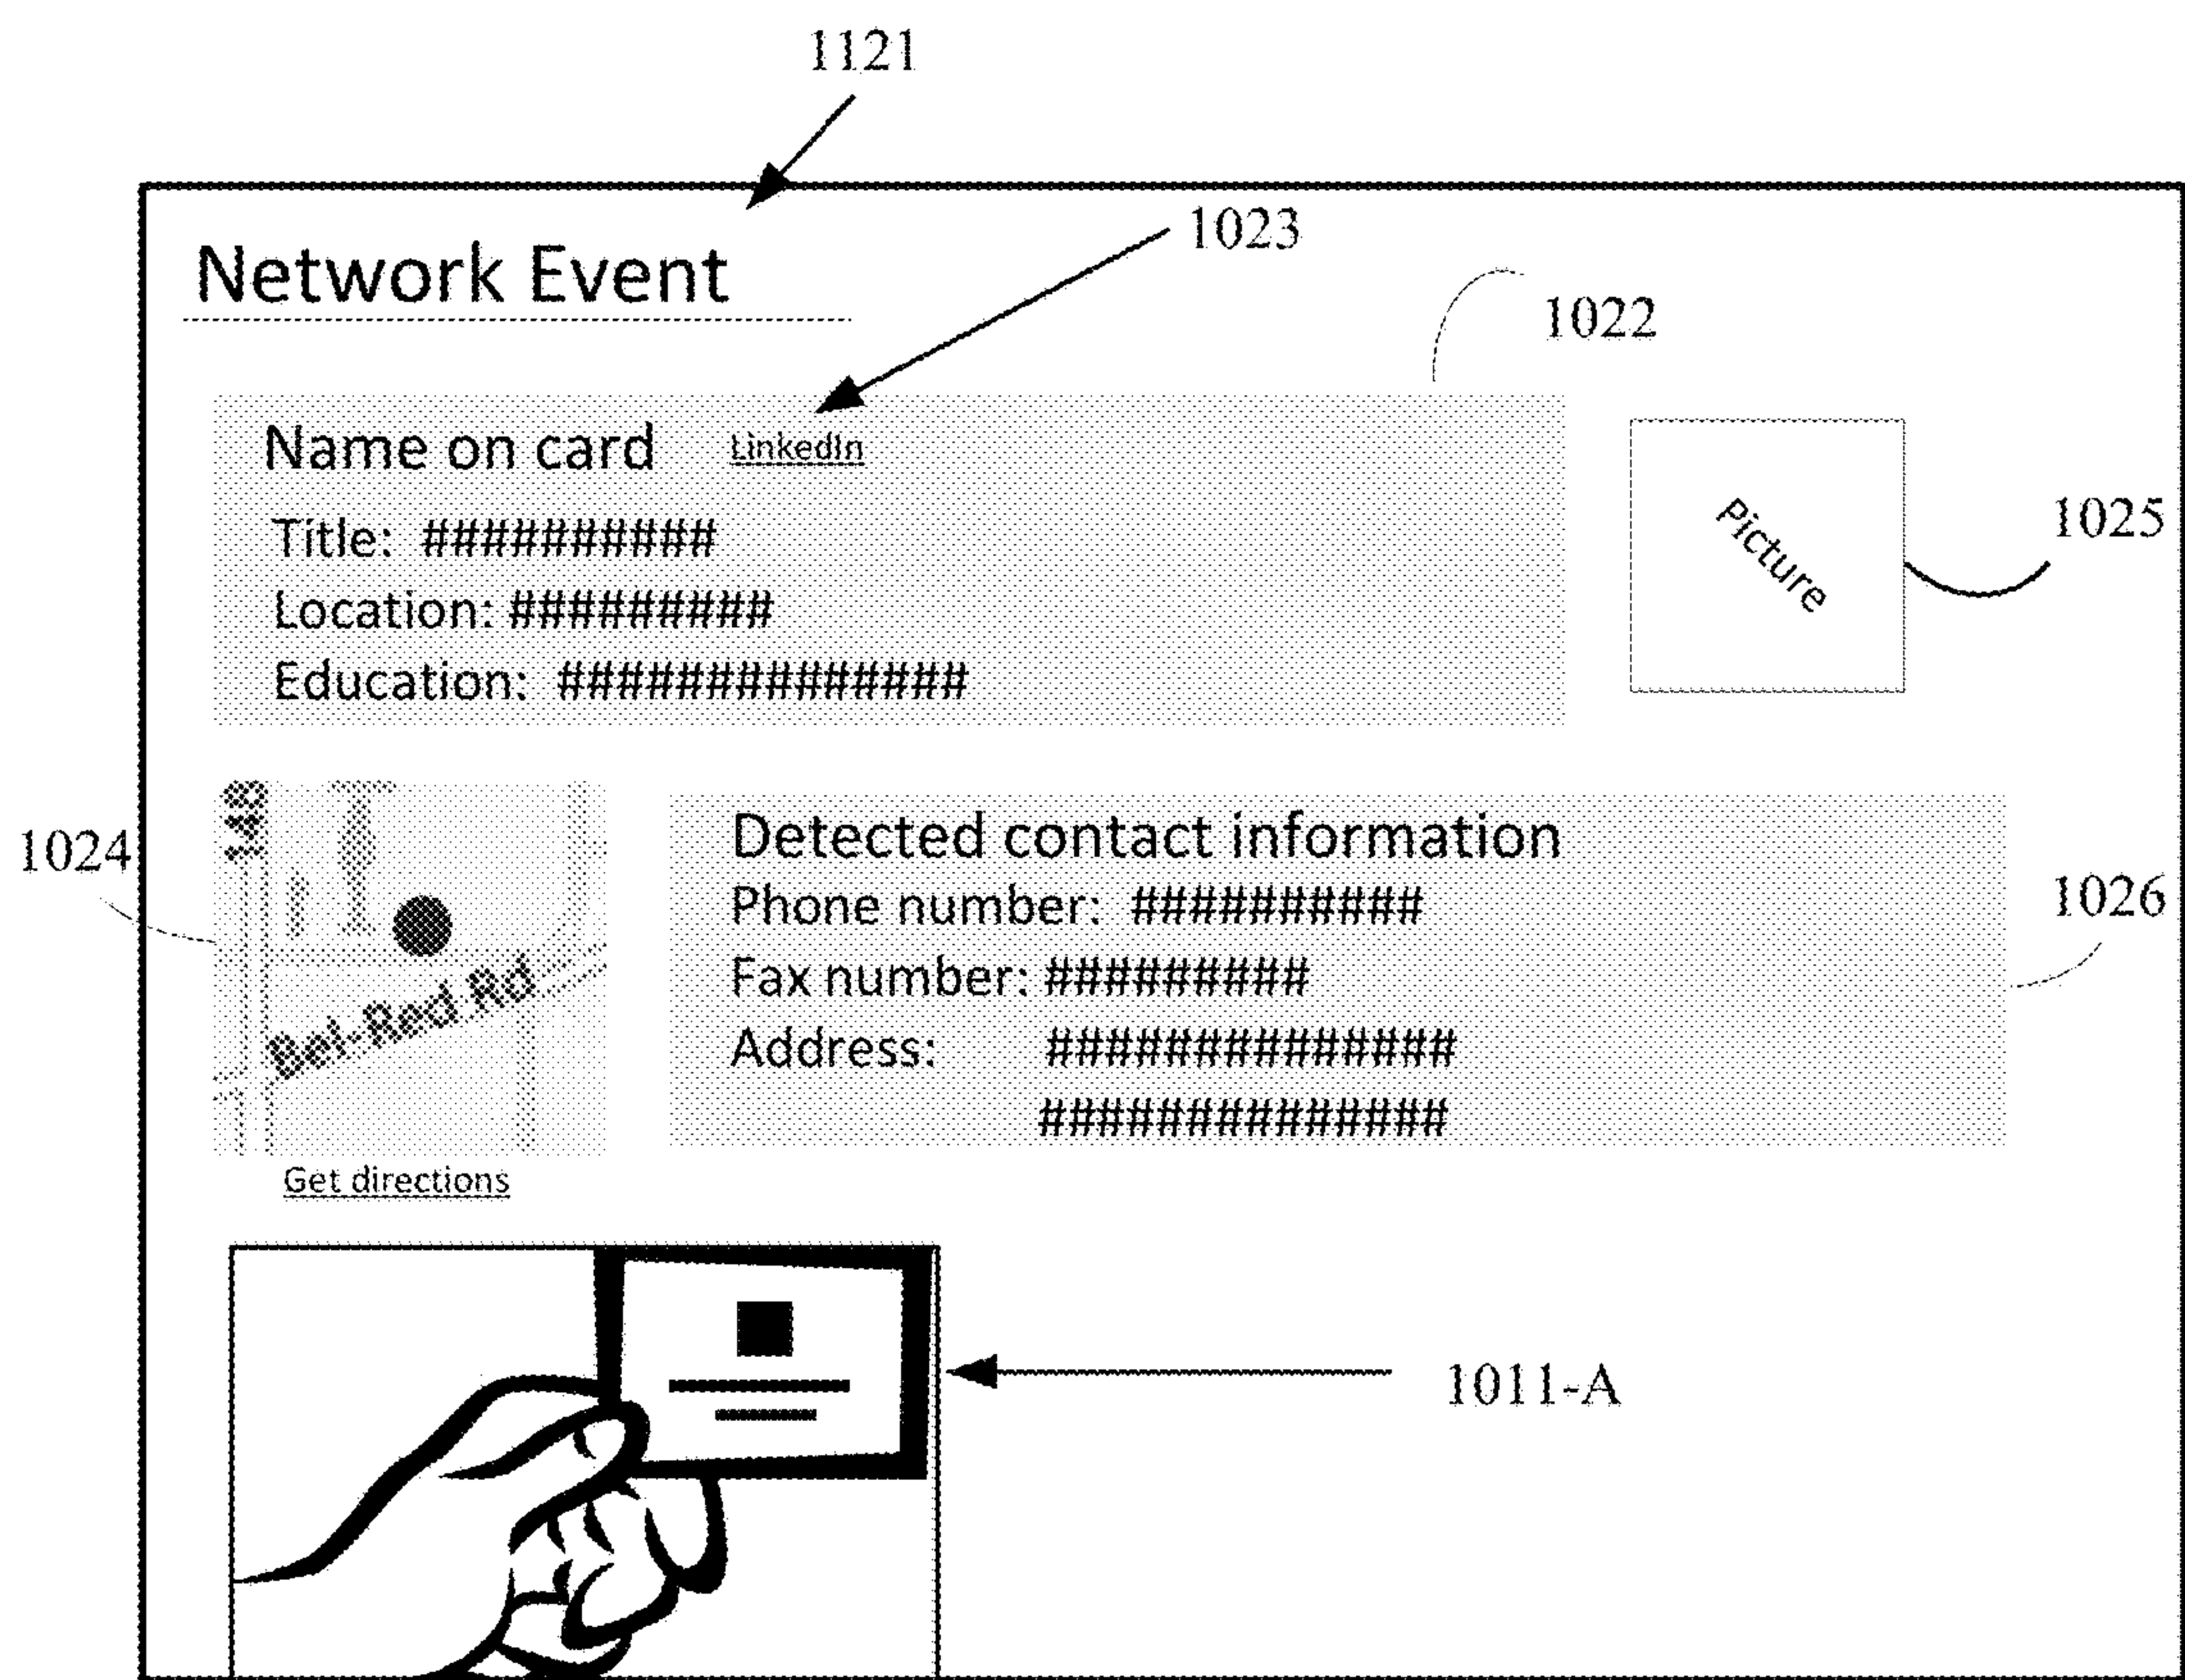 1121
1023
Network Event
1022
Name on card LinkedIn
Title: ##########
1025
Picture
Location: #########
Education: ##############
148
1024
Detected contact information
Phone number: ##########
1026
Fax number: #########
Bel-Red Rd
Address: ##############
##############
Get directions
1011-A